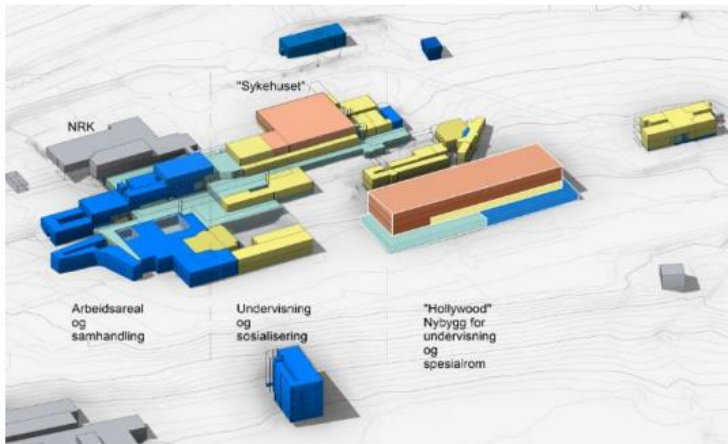 "Sykehuset"
NRK
Arbeidsareal
og
samhandling
Undervisning
og
sosialisering
"Hollywood"
Nybygg for
undervisning
og
spesialrom